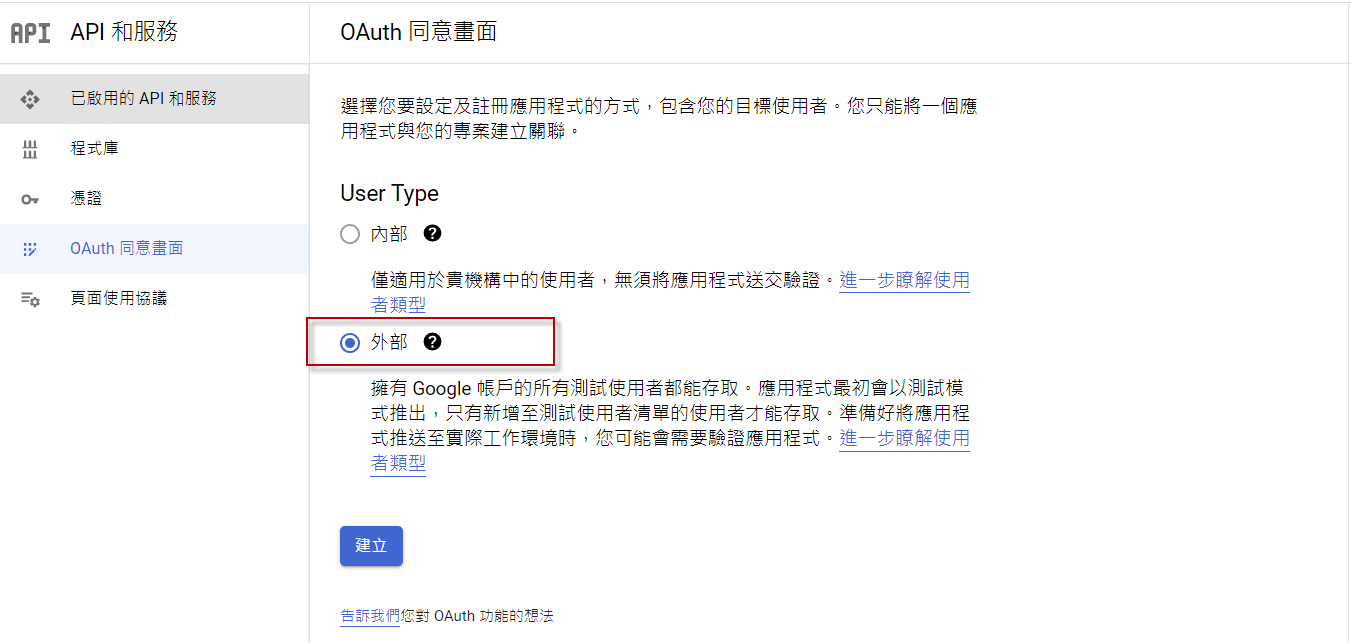 API API 和服務
OAuth 同意畫面
已啟用的 API 和服務
程式庫
憑證
OAuth 同意畫面
頁面使用協議
選擇您要設定及註冊應用程式的方式，包含您的目標使用者。您只能將一個應
用程式與您的專案建立關聯。
User Type
內部 ?
僅適用於貴機構中的使用者，無須將應用程式送交驗證。進一步瞭解使用
者類型
外部 ?
擁有 Google 帳戶的所有測試使用者都能存取。應用程式最初會以測試模
式推出，只有新增至測試使用者清單的使用者才能存取。準備好將應用程
式推送至實際工作環境時，您可能會需要驗證應用程式。進一步瞭解使用
者類型
建立
告訴我們您對 OAuth 功能的想法